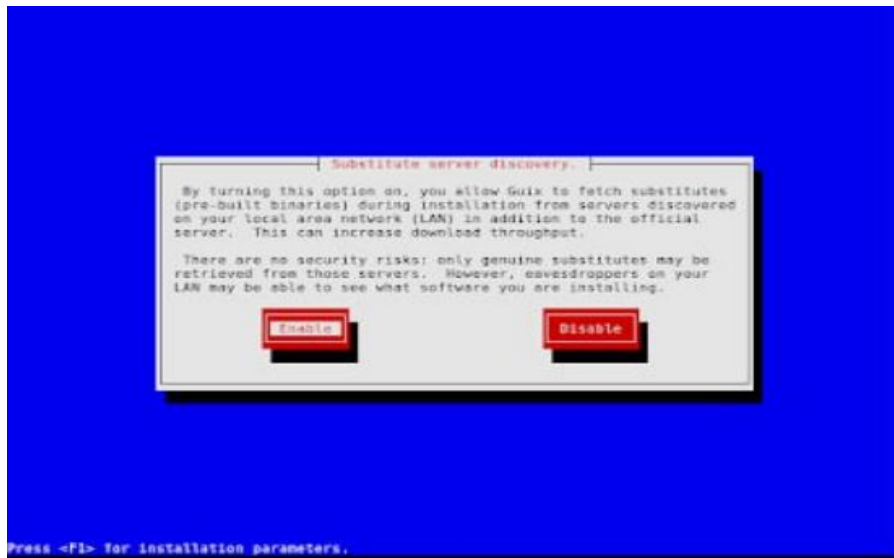 Substitute server discovery.
By turning this option on, you allow Guix to fetch substitutes
(pre-built binaries) during installation from servers discovered
on your local area network (LAN) in addition to the official
server. This can increase download throughput.
There are no security risks: only genuine substitutes may be
retrieved from those servers. However, eavesdroppers on your
LAN may be able to see what software you are installing.
Enable Disable
Press <F1> for installation parameters.